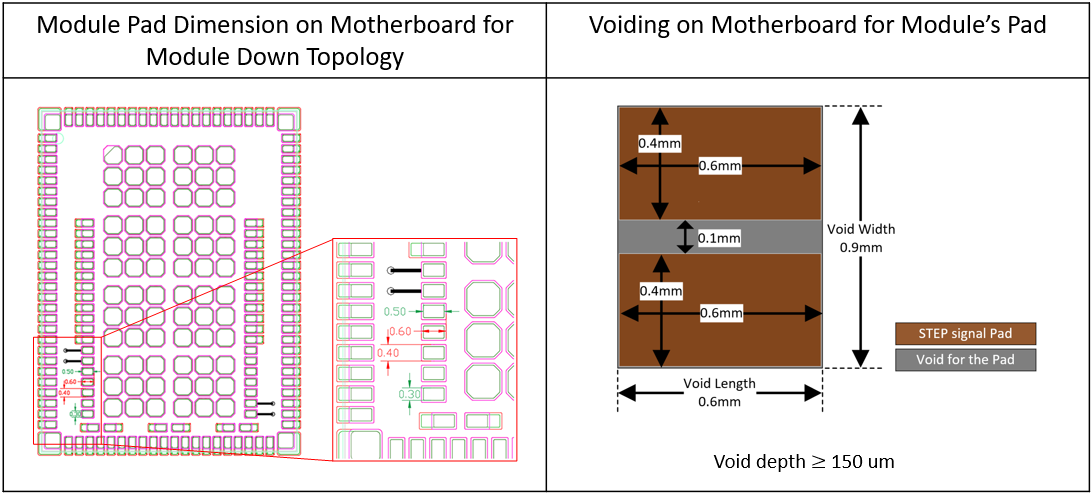 Module Pad Dimension on Motherboard for
Module Down Topology
Voiding on Motherboard for Module's Pad
0.50
0.60
0.40
0.30
0.50
0.60
0.40
0.4mm
0.6mm
0.1mm
0.4mm
0.6mm
Void Width
0.9mm
STEP signal Pad
Void for the Pad
Void Length
0.6mm
Void depth ≥ 150 um